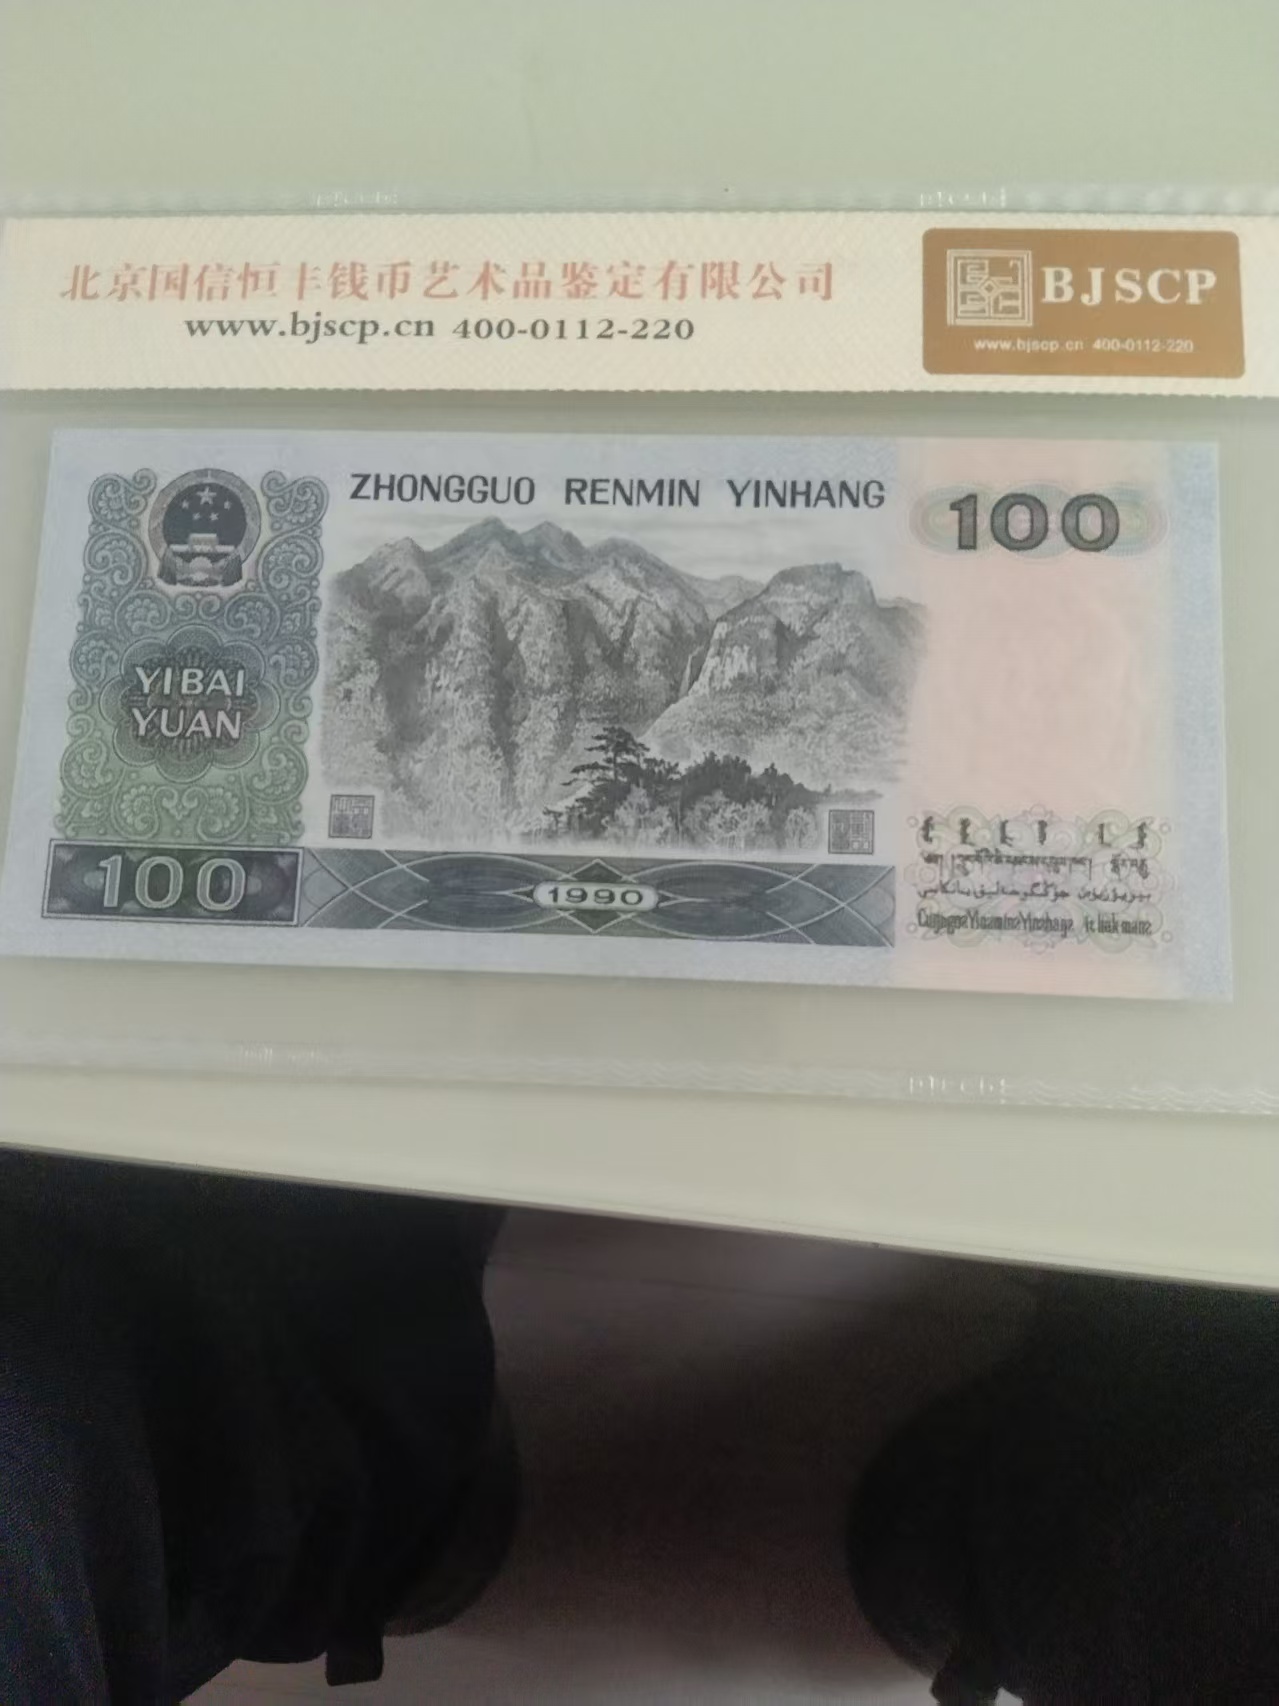 北京国信恒丰钱币艺术品鉴定有限公司
www.bjscp.cn 400-0112-220
BJSCP
www.bjscp.cn 400-0112-220
ZHONGGUO RENMIN YINHANG
100
YIBAI
YUAN
100
1990